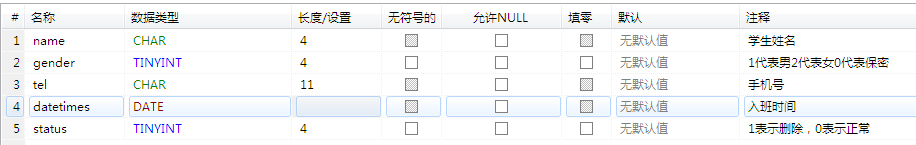 # 名称 数据类型 长度/设置 无符号的 允许NULL 填零 默认 注释
1 name CHAR 4 无默认值 学生姓名
2 gender TINYINT 4 无默认值 1代表男2代表女0代表保密
3 tel CHAR 11 无默认值 手机号
4 datetimes DATE 无默认值 入班时间
5 status TINYINT 4 无默认值 1表示删除，0表示正常